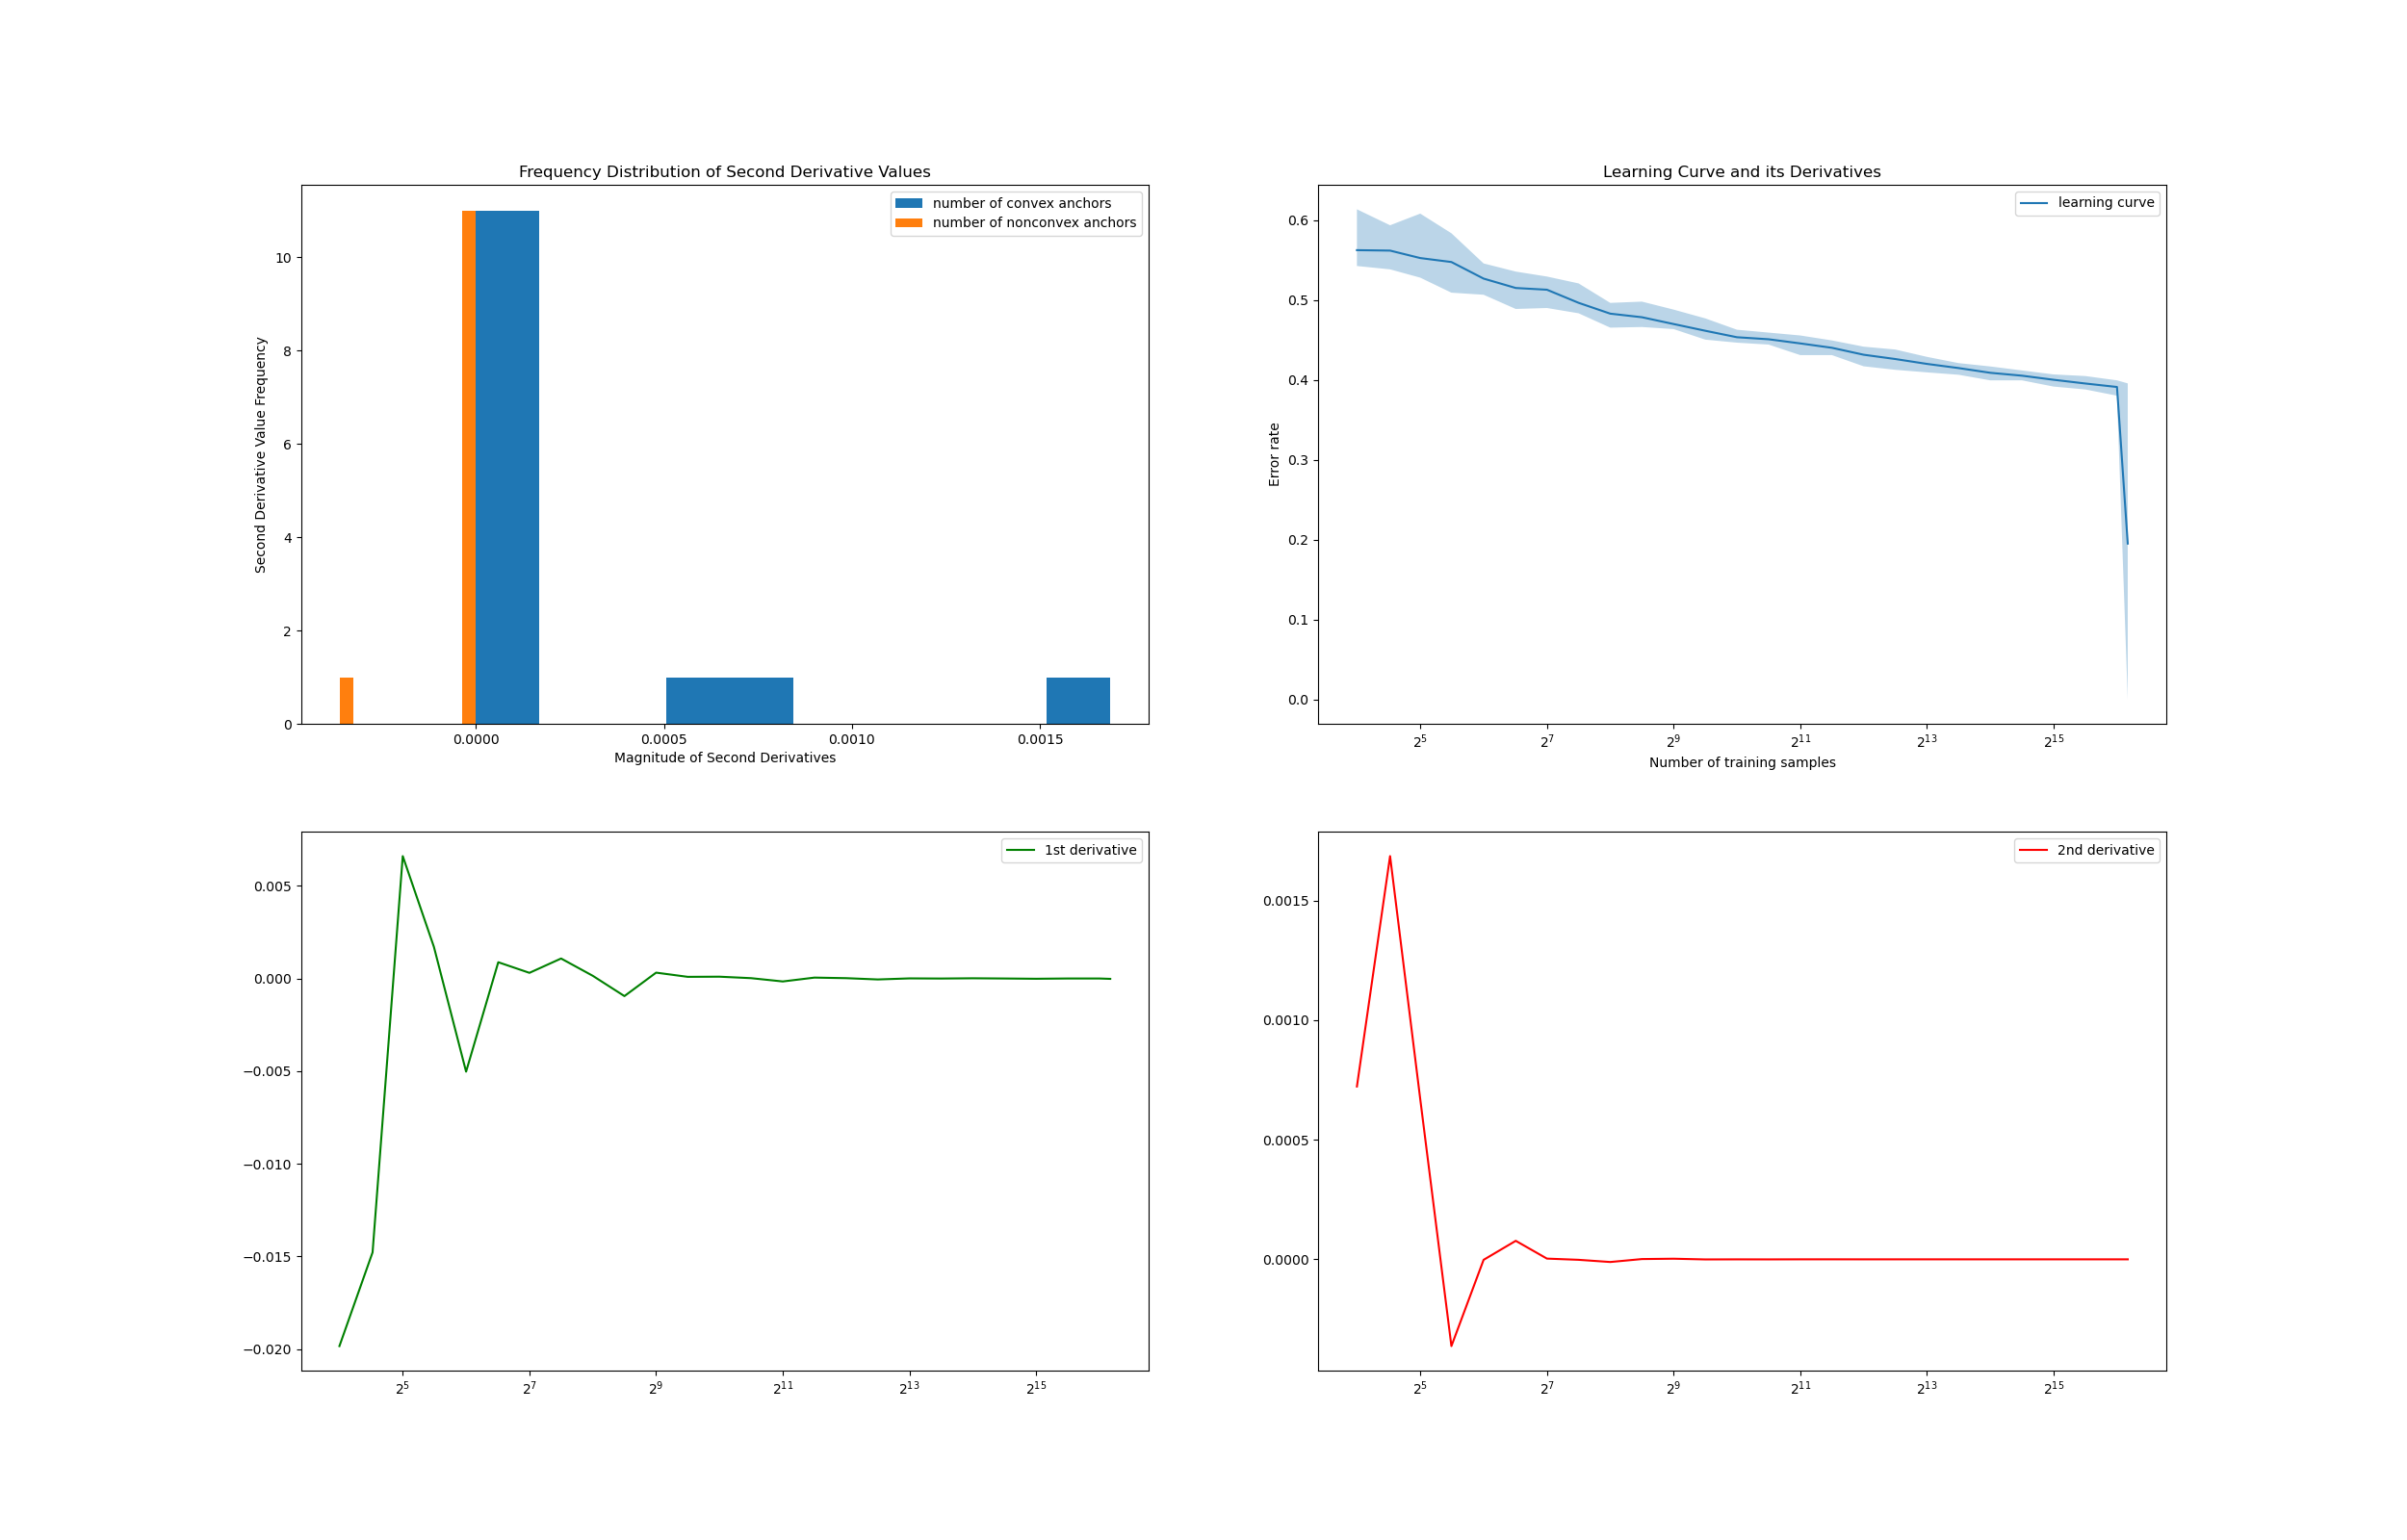 Frequency Distribution of Second Derivative Values
number of convex anchors
number of nonconvex anchors
Second Derivative Value Frequency
10
8
6
4
2
0
0.0000 0.0005 0.0010 0.0015
Magnitude of Second Derivatives
Learning Curve and its Derivatives
learning curve
Error rate
0.6
0.5
0.4
0.3
0.2
0.1
0.0
2^5 2^7 2^9 2^11 2^13 2^15
Number of training samples
1st derivative
0.005
0.000
−0.005
−0.010
−0.015
−0.020
2^5 2^7 2^9 2^11 2^13 2^15
2nd derivative
0.0015
0.0010
0.0005
0.0000
2^5 2^7 2^9 2^11 2^13 2^15